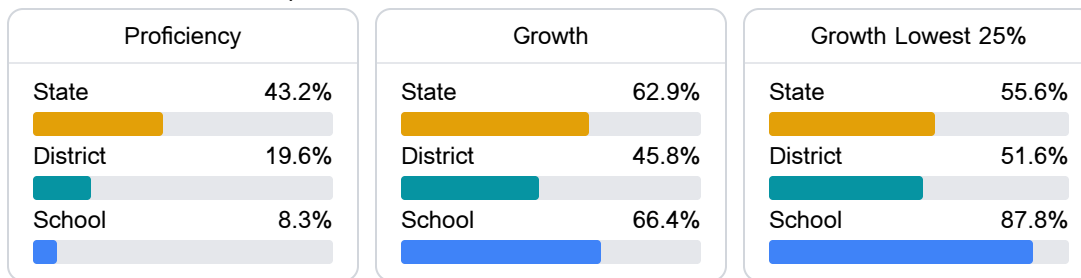 Proficiency
State 43.2%
District 19.6%
School 8.3%
Growth
State 62.9%
District 45.8%
School 66.4%
Growth Lowest 25%
State 55.6%
District 51.6%
School 87.8%